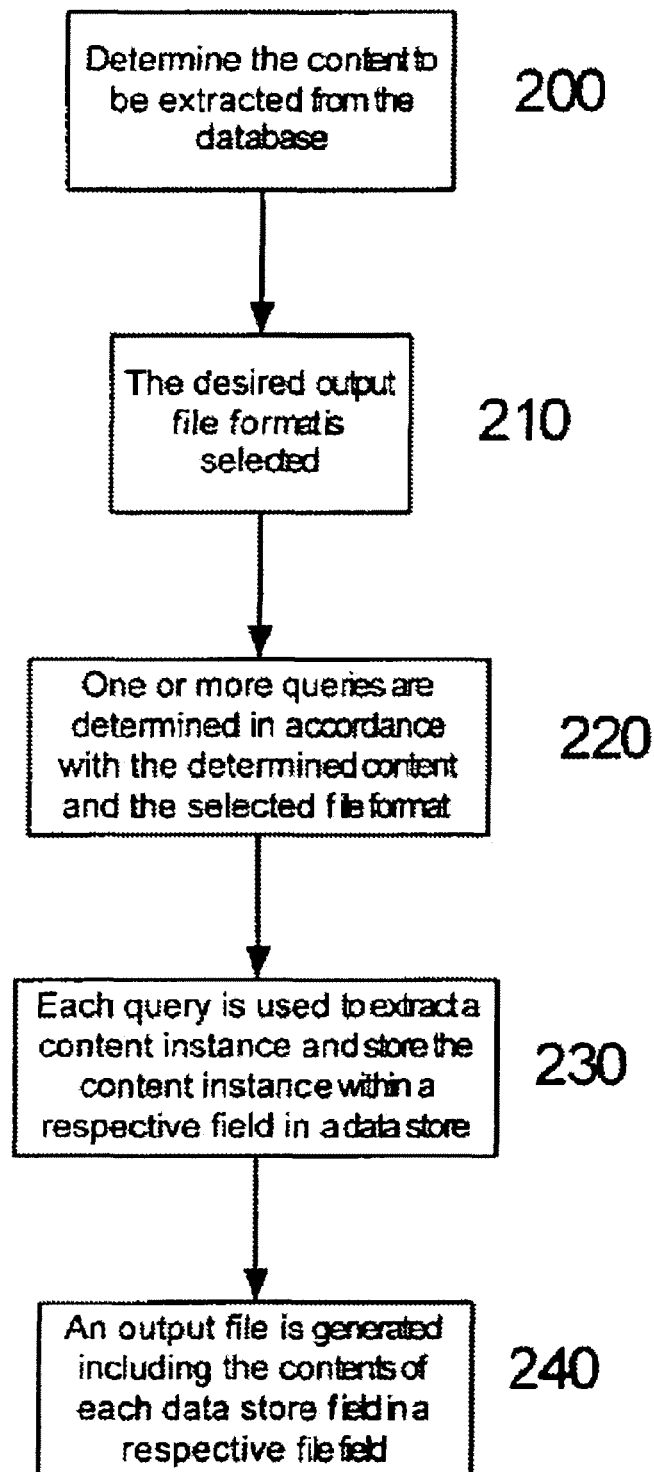 Determine the content to
be extracted from the
database
200
The desired output
file format is
selected
210
One or more queries are
determined in accordance
with the determined content
and the selected file format
220
Each query is used to extract a
content instance and store the
content instance within a
respective field in a data store
230
An output file is generated
including the contents of
each data store field in a
respective file field
240